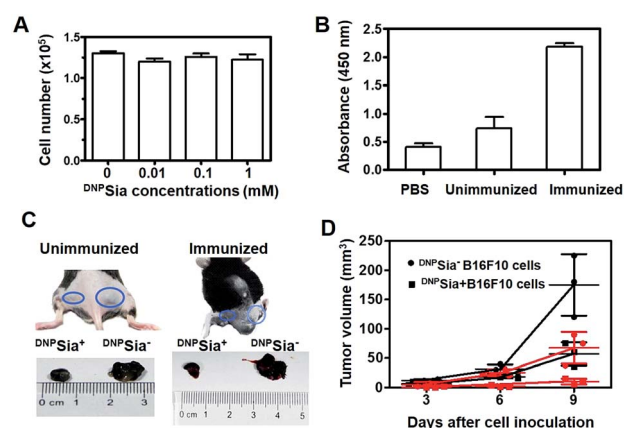 A
Cell number (x10⁵)
1.5
1.0
0.5
0.0
0 0.01 0.1 1
DNPSia concentrations (mM)
B
Absorbance (450 nm)
2.5
2.0
1.5
1.0
0.5
0.0
PBS Unimmunized Immunized
C
Unimmunized Immunized
DNPSia⁺ DNPSia⁻
0 cm 1 2 3
DNPSia⁺ DNPSia⁻
0 cm 1 2 3 4 5
D
Tumor volume (mm³)
250
200
150
100
50
0
DNPSia⁻ B16F10 cells
DNPSia+B16F10 cells
3 6 9
Days after cell inoculation